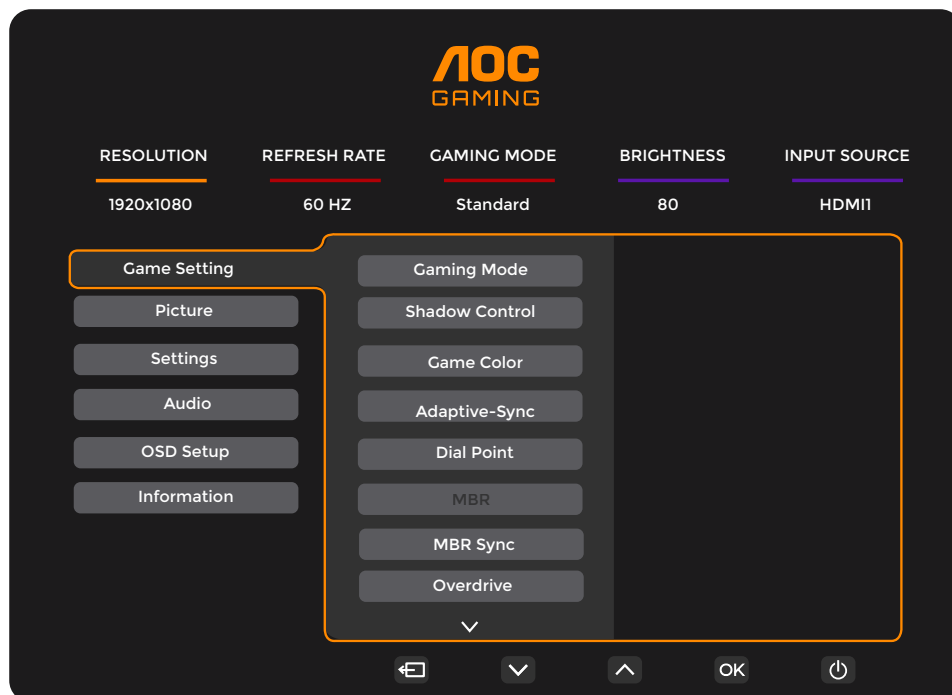 AOC
GAMING
RESOLUTION REFRESH RATE GAMING MODE BRIGHTNESS INPUT SOURCE
1920x1080 60 HZ Standard 80 HDMI1
Game Setting
Picture
Settings
Audio
OSD Setup
Information
Gaming Mode
Shadow Control
Game Color
Adaptive-Sync
Dial Point
MBR
MBR Sync
Overdrive
OK